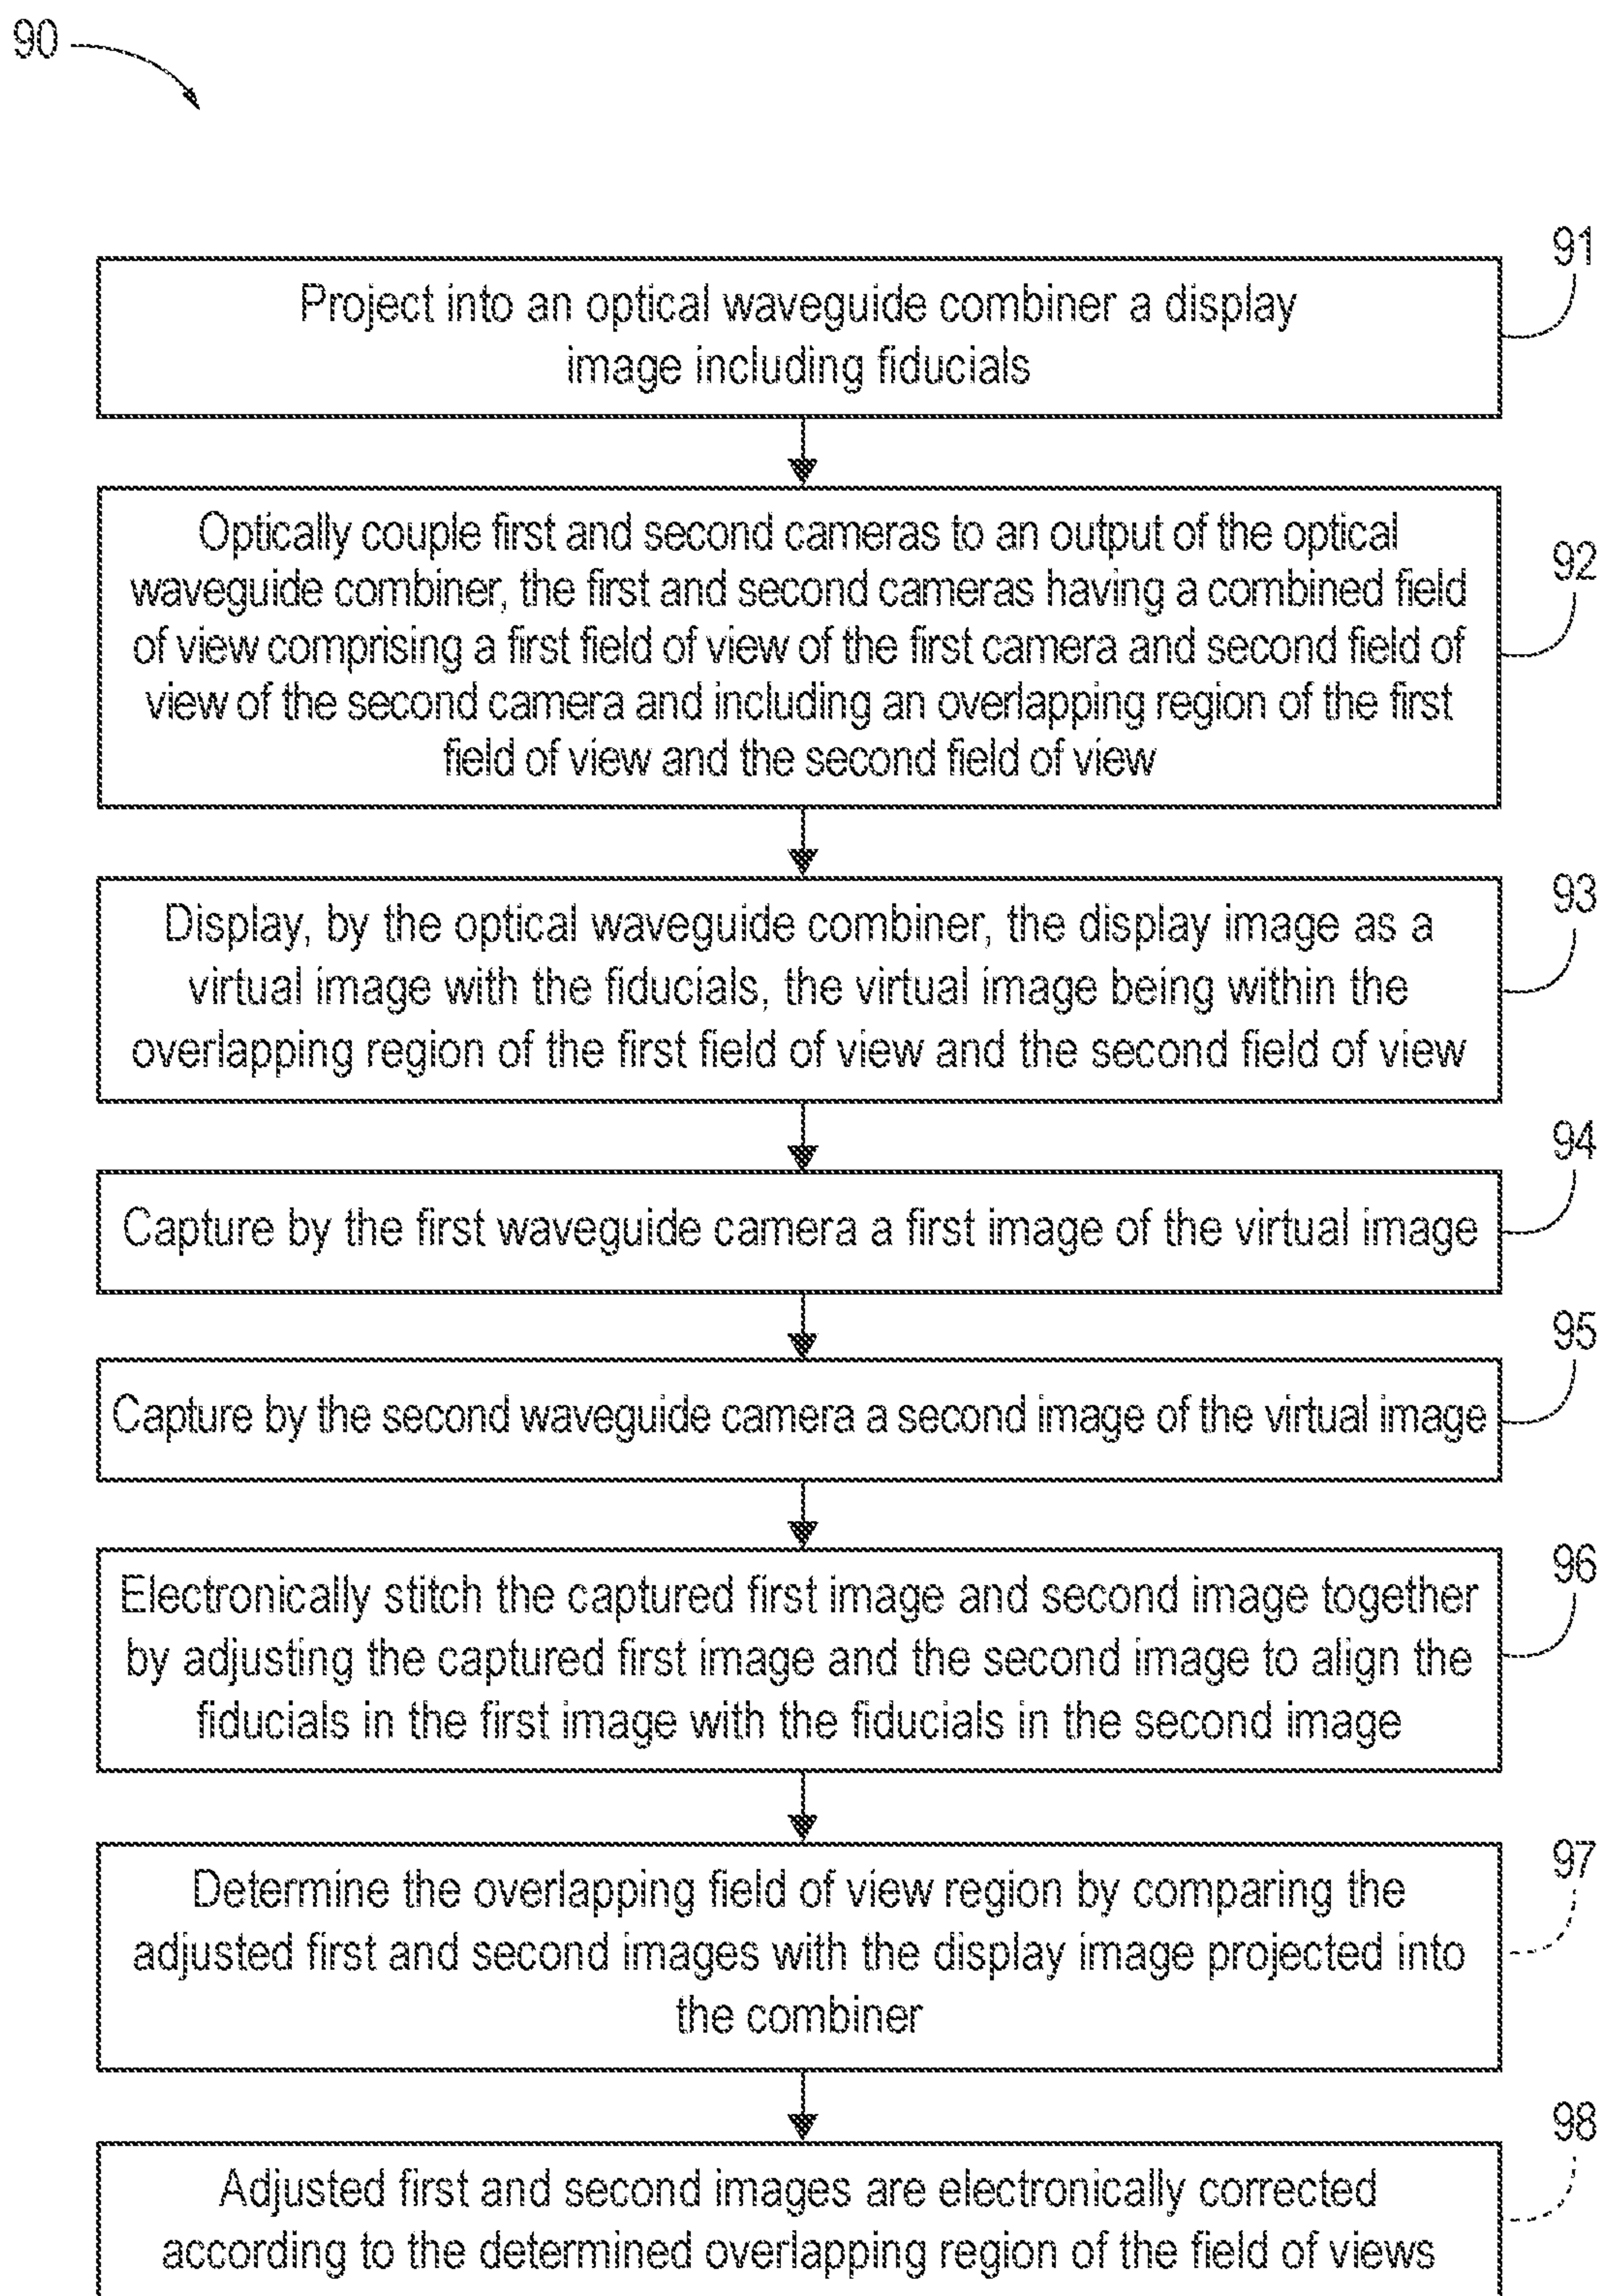 90
91
Project into an optical waveguide combiner a display
image including fiducials
Optically couple first and second cameras to an output of the optical
waveguide combiner, the first and second cameras having a combined field
of view comprising a first field of view of the first camera and second field of
view of the second camera and including an overlapping region of the first
field of view and the second field of view
92
Display, by the optical waveguide combiner, the display image as a
virtual image with the fiducials, the virtual image being within the
overlapping region of the first field of view and the second field of view
93
94
Capture by the first waveguide camera a first image of the virtual image
95
Capture by the second waveguide camera a second image of the virtual image
96
Electronically stitch the captured first image and second image together
by adjusting the captured first image and the second image to align the
fiducials in the first image with the fiducials in the second image
97
Determine the overlapping field of view region by comparing the
adjusted first and second images with the display image projected into
the combiner
98
Adjusted first and second images are electronically corrected
according to the determined overlapping region of the field of views